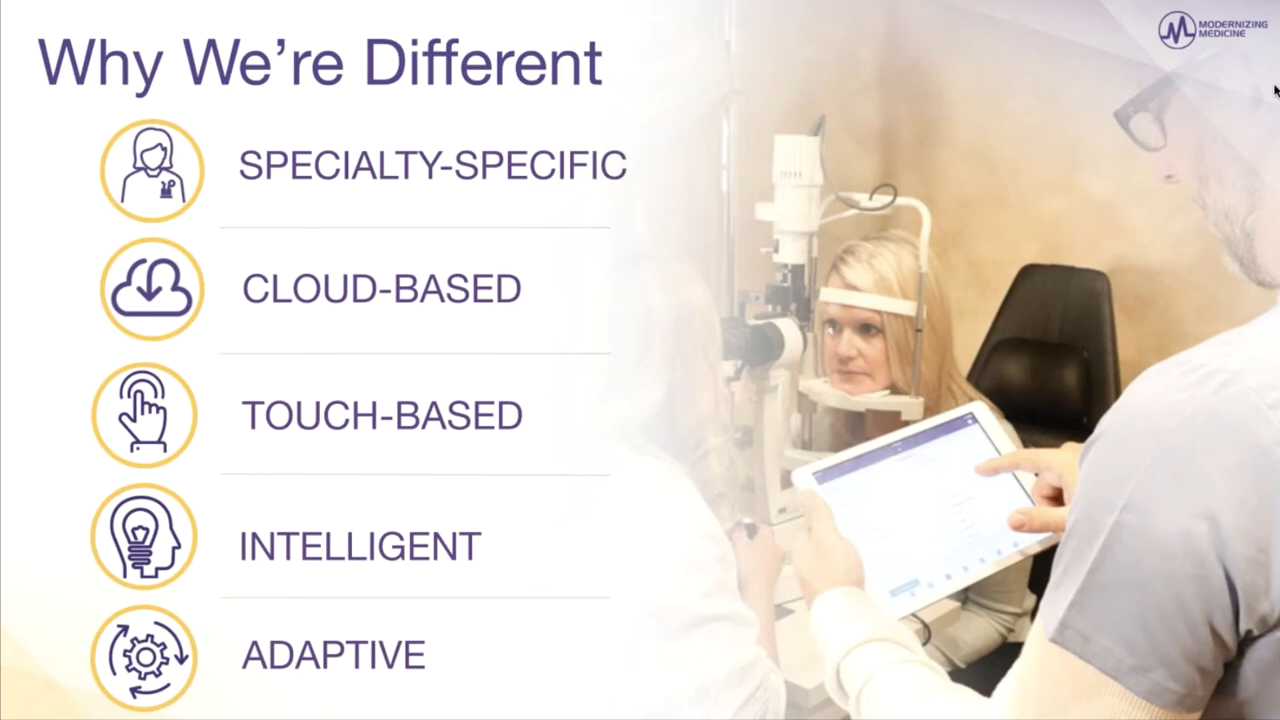 Why We're Different
MODERNIZING
MEDICINE
SPECIALTY-SPECIFIC
CLOUD-BASED
TOUCH-BASED
INTELLIGENT
ADAPTIVE